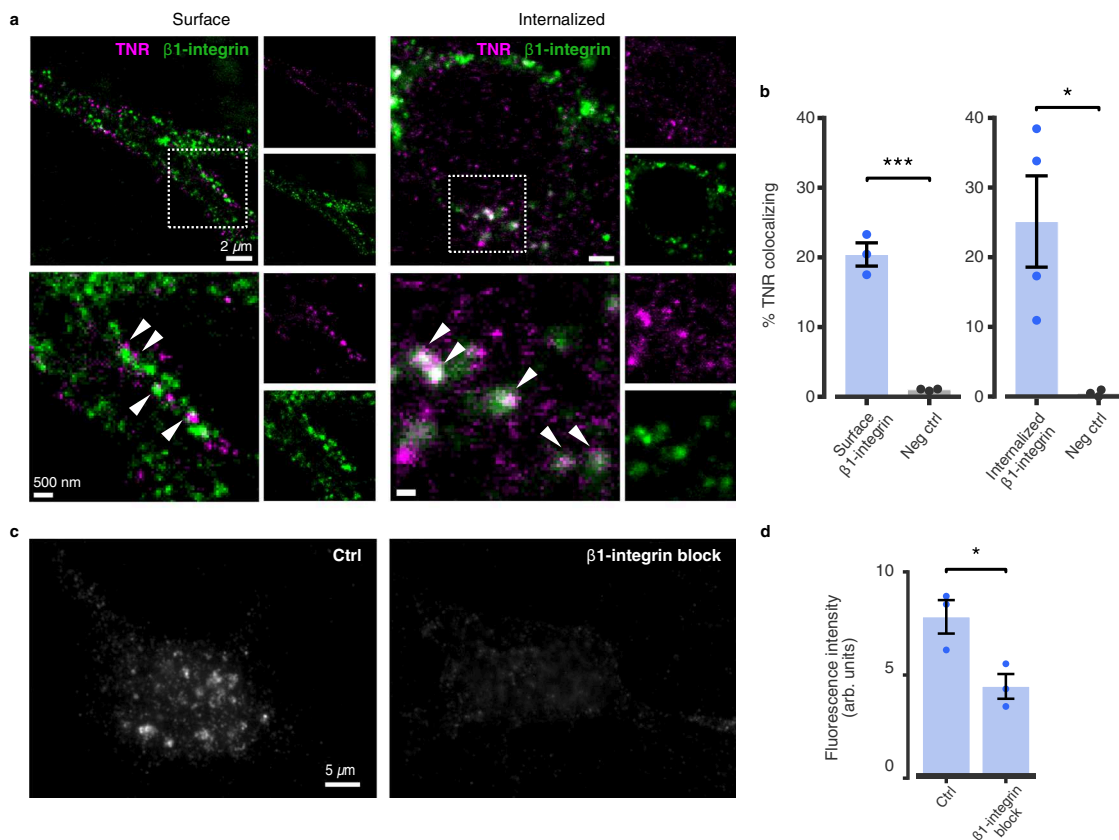 a
Surface
Internalized
TNR β1-integrin
TNR β1-integrin
2 µm
500 nm
b
% TNR colocalizing
40
30
20
10
0
***
Surface
β1-integrin
Neg ctrl
40
30
20
10
0
*
Internalized
β1-integrin
Neg ctrl
c
Ctrl
β1-integrin block
5 µm
d
Fluorescence intensity
(arb. units)
10
5
0
*
Ctrl
β1-integrin
block